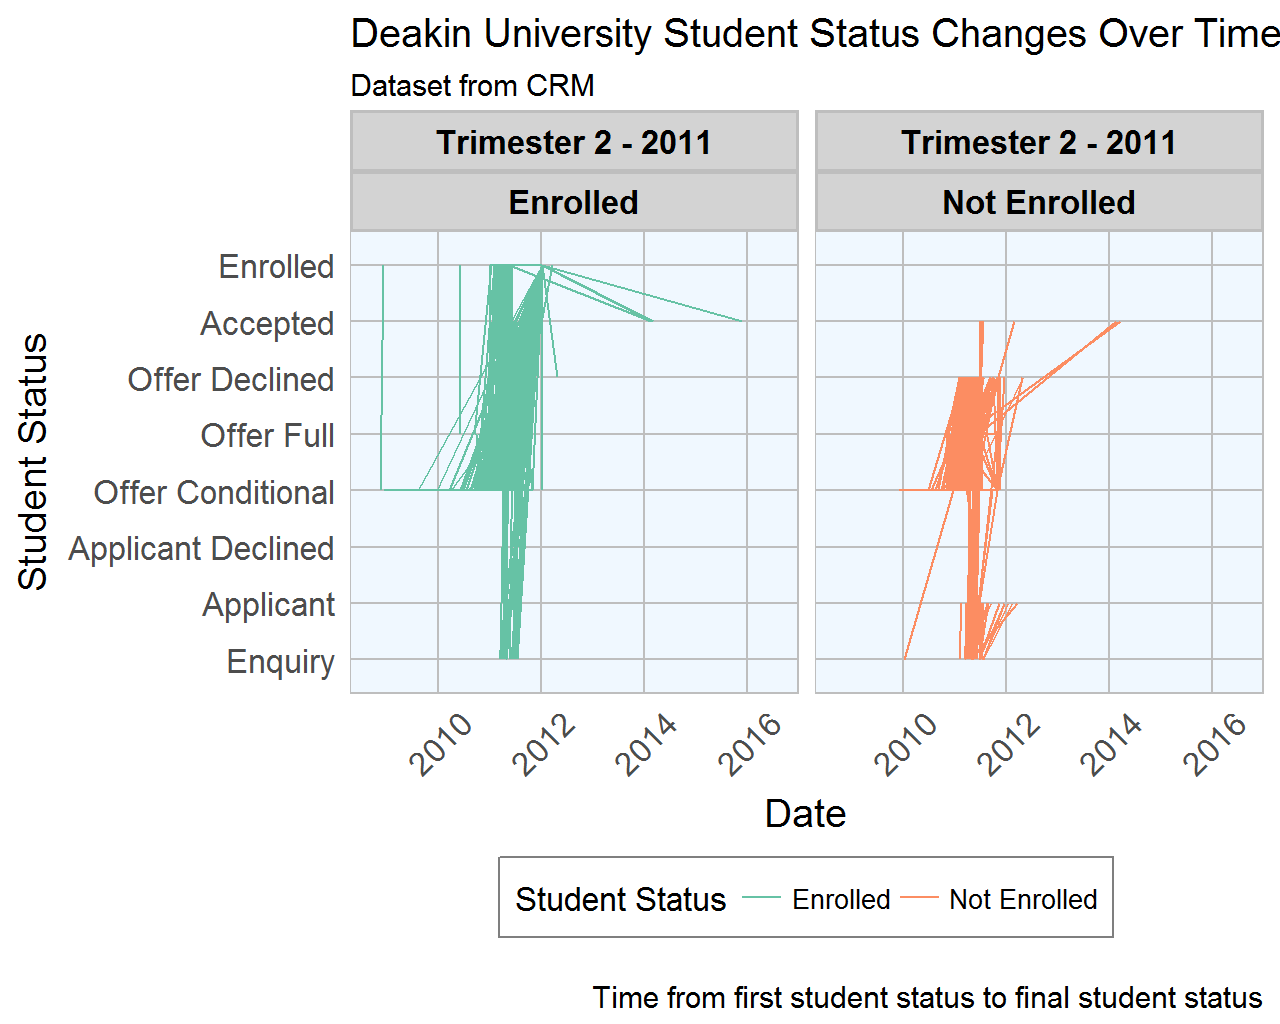 Deakin University Student Status Changes Over Time
Dataset from CRM
Trimester 2 - 2011
Trimester 2 - 2011
Enrolled
Not Enrolled
Student Status
Enrolled
Accepted
Offer Declined
Offer Full
Offer Conditional
Applicant Declined
Applicant
Enquiry
2010
2012
2014
2016
2010
2012
2014
2016
Date
Student Status Enrolled Not Enrolled
Time from first student status to final student status